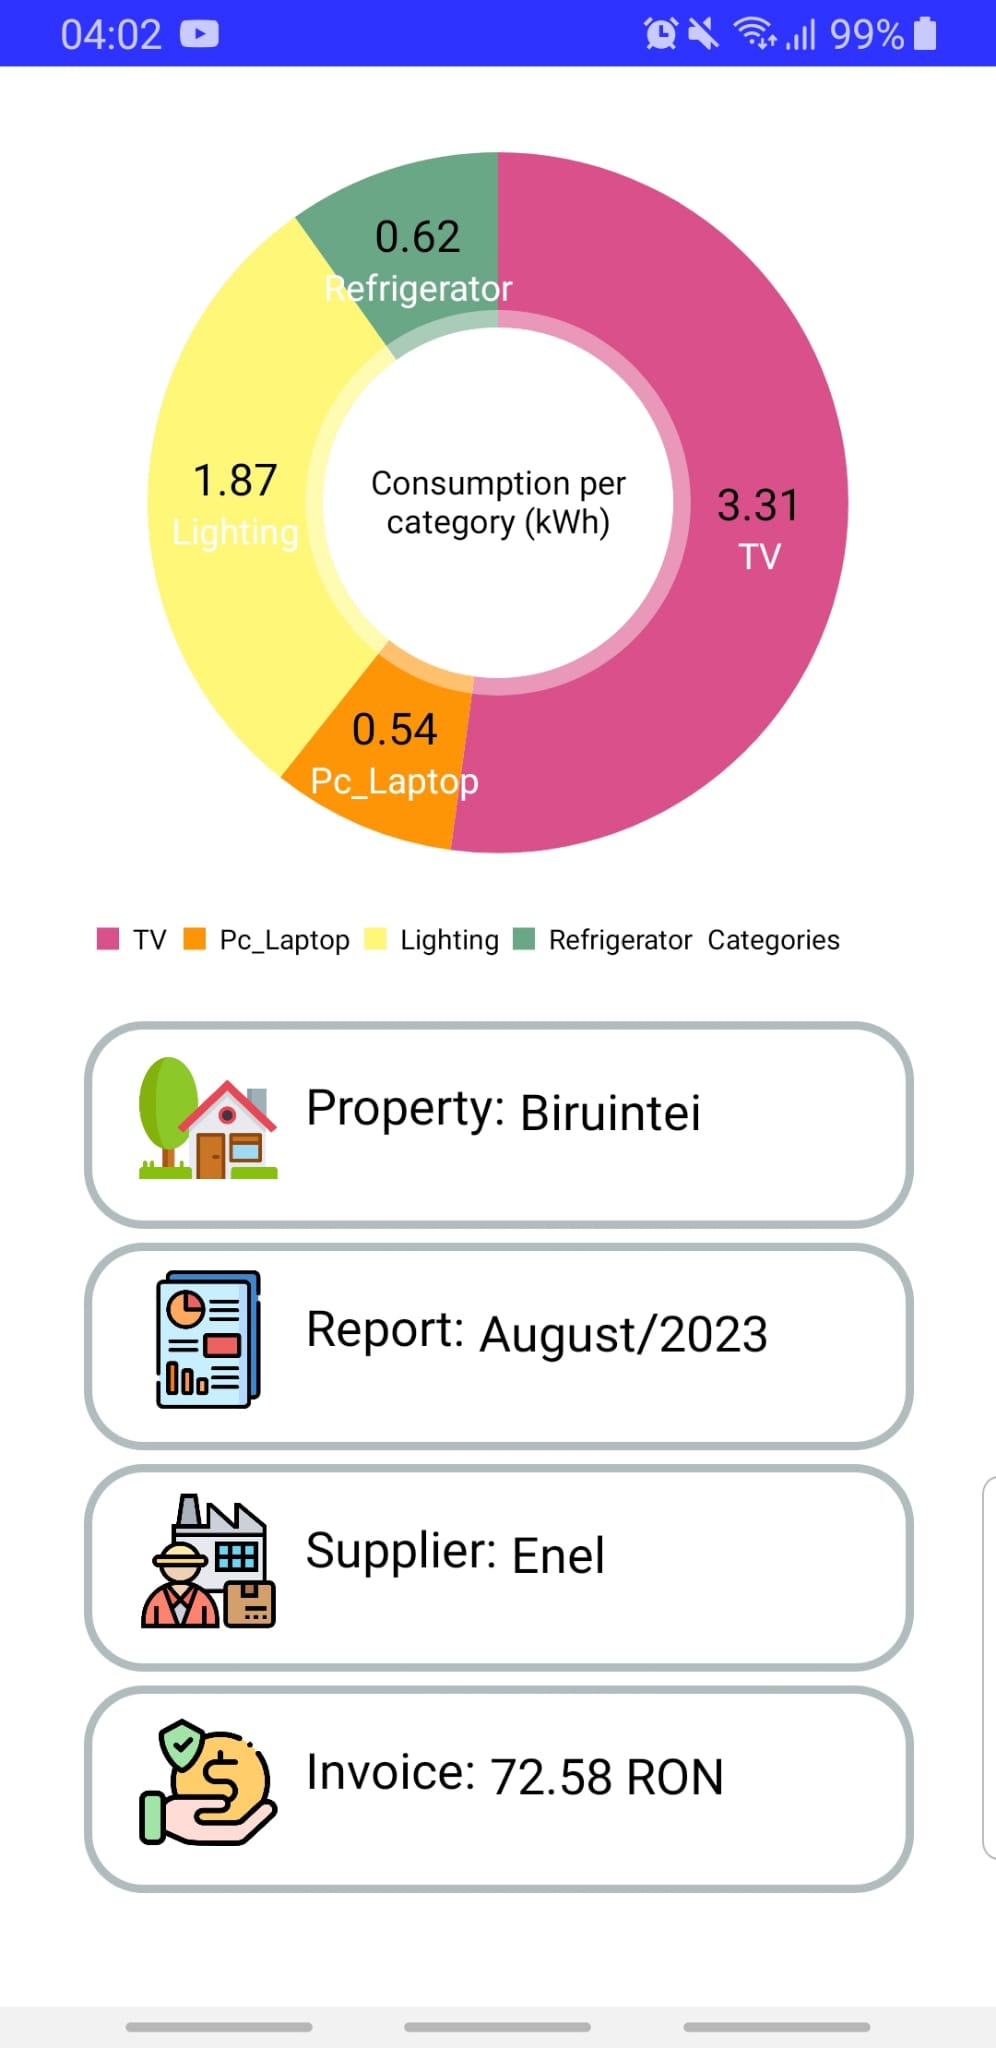 04:02 99%
0.62
Refrigerator
1.87
Lighting
Consumption per
category (kWh)
3.31
TV
0.54
Pc_Laptop
TV Pc_Laptop Lighting Refrigerator Categories
Property: Biruintei
Report: August/2023
Supplier: Enel
Invoice: 72.58 RON